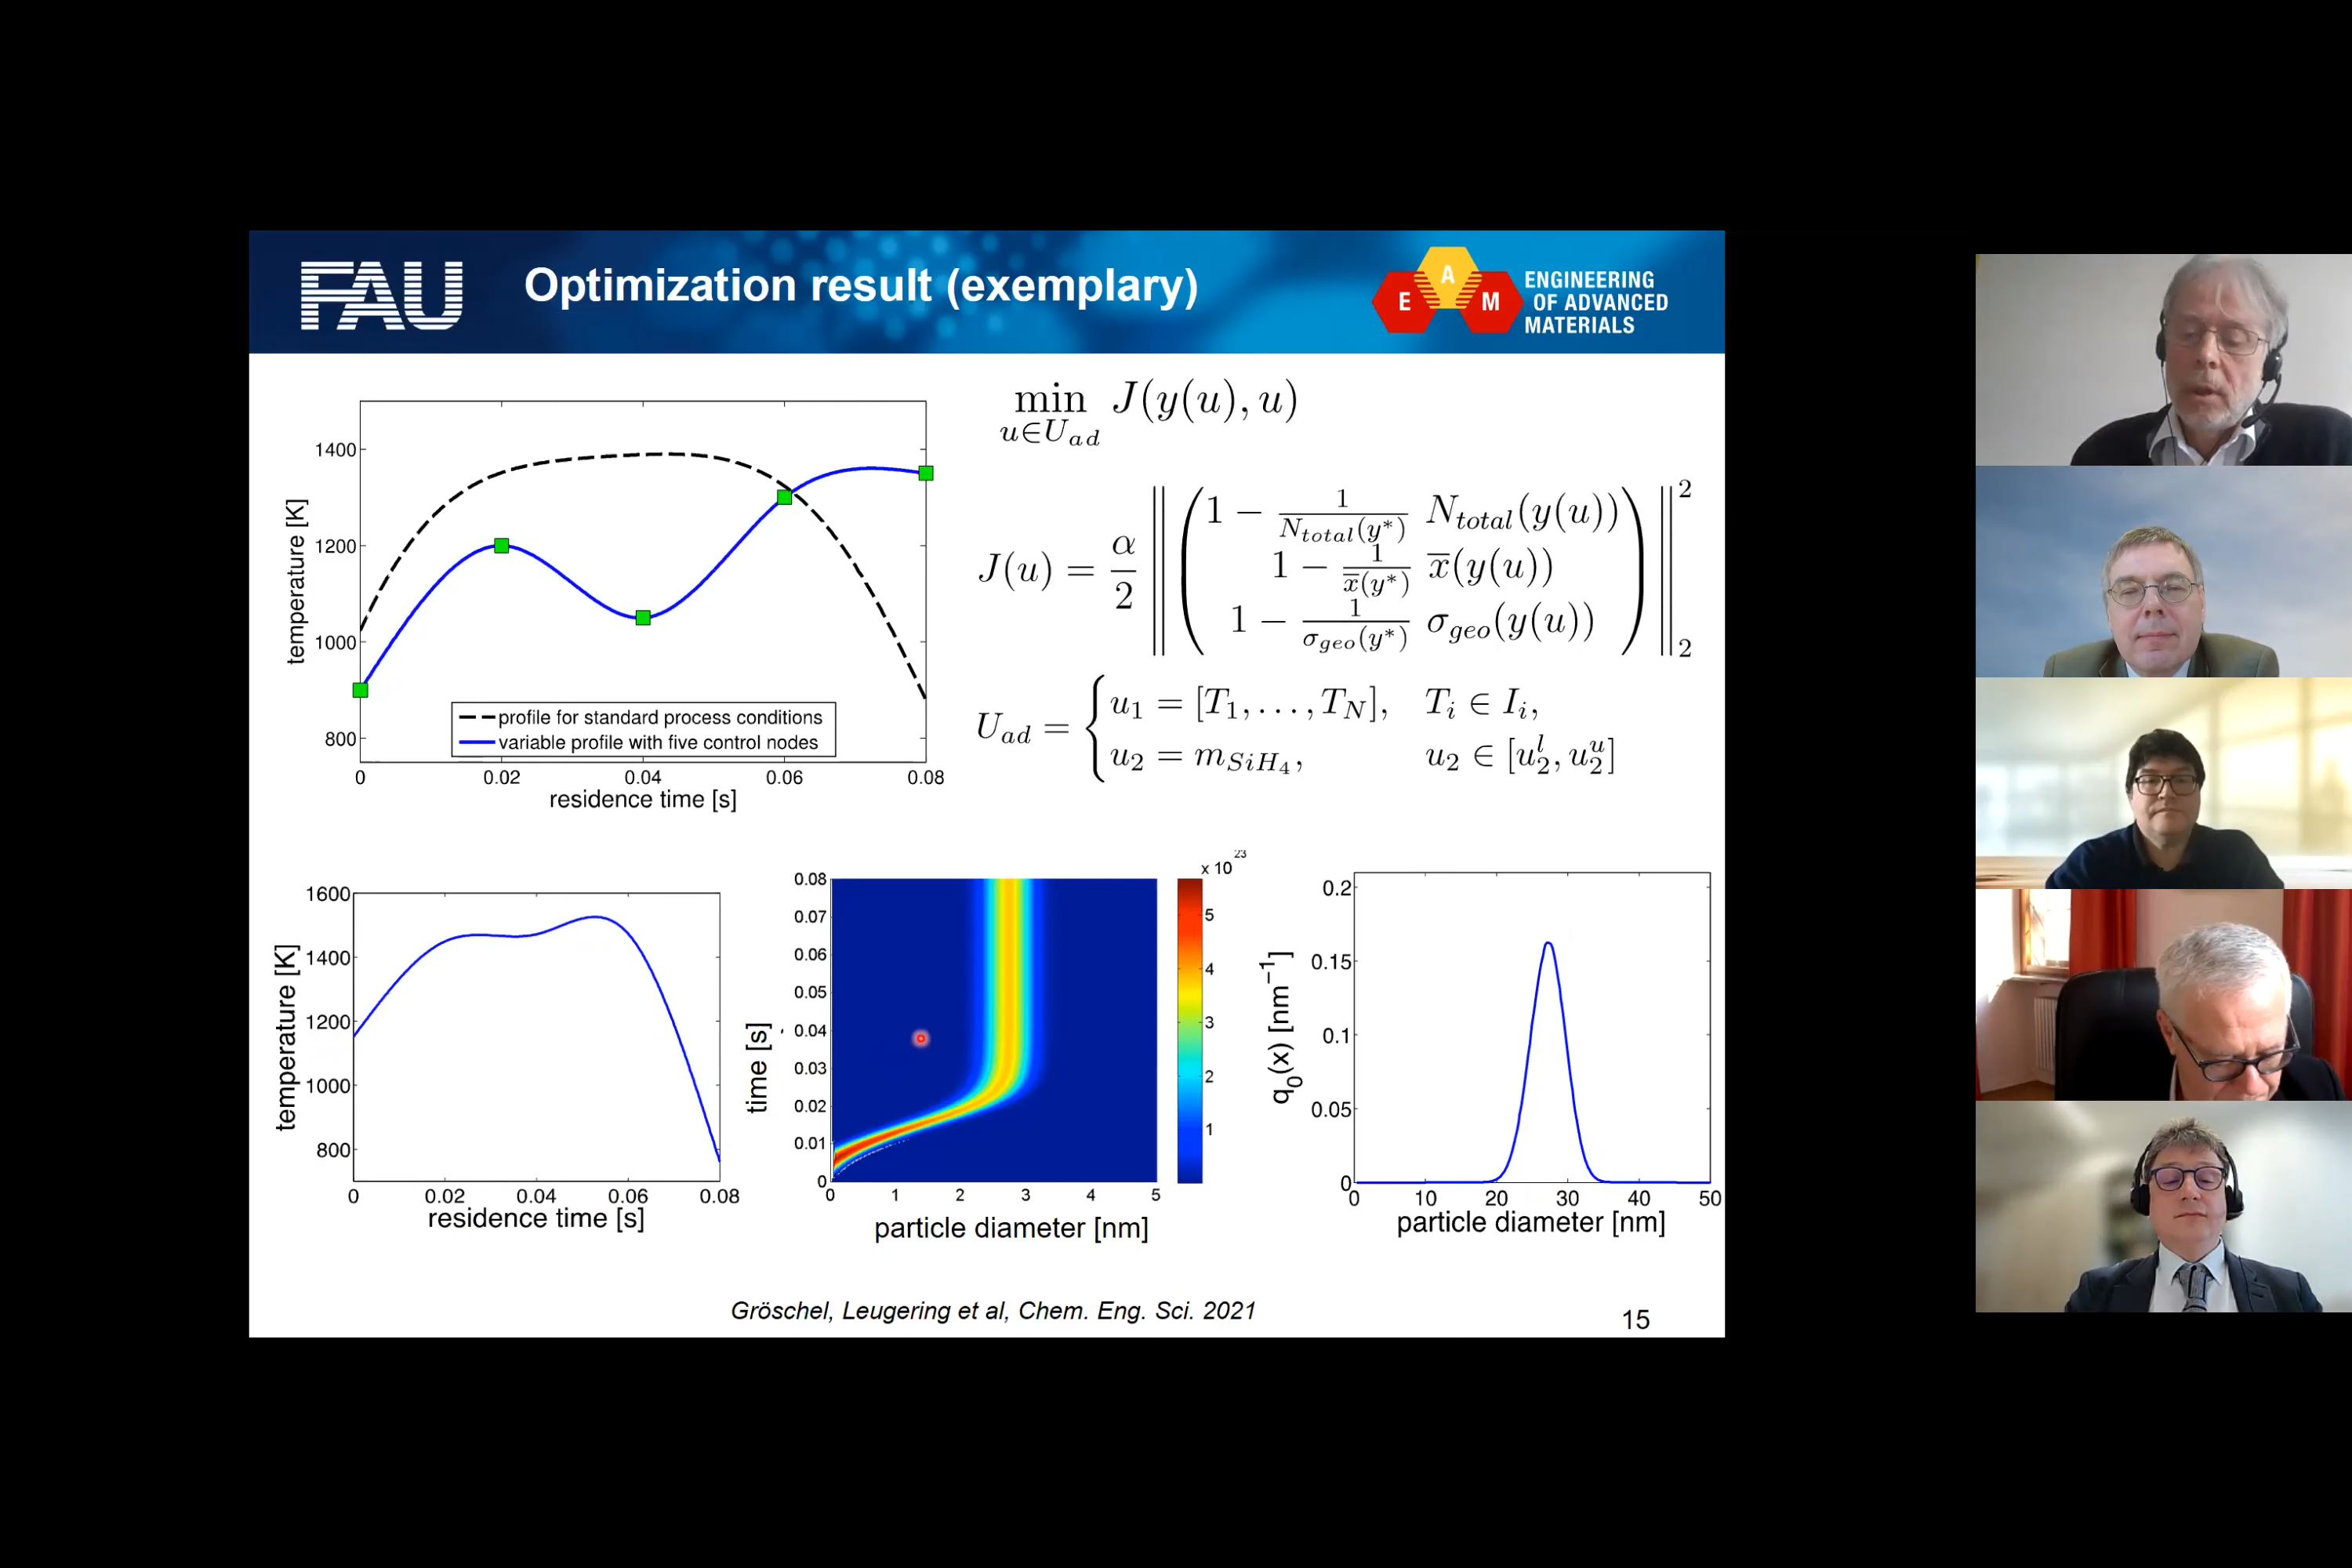 FAU
Optimization result (exemplary)
E A M
ENGINEERING
OF ADVANCED
MATERIALS
1400
1200
1000
800
temperature [K]
profile for standard process conditions
variable profile with five control nodes
0 0.02 0.04 0.06 0.08
residence time [s]
min J(y(u), u)
u∈U_ad
J(u) = α/2 ‖( 1 − 1/N_total(y*) N_total(y(u))
1 − 1/x̅(y*) x̅(y(u))
1 − 1/σ_geo(y*) σ_geo(y(u)) )‖²₂
U_ad = { u₁ = [T₁, . . . , T_N], T_i ∈ I_i,
u₂ = m_SiH₄, u₂ ∈ [u₂ˡ, u₂ᵘ]
1600
1400
1200
1000
800
temperature [K]
0 0.02 0.04 0.06 0.08
residence time [s]
0.08
0.07
0.06
0.05
0.04
0.03
0.02
0.01
0
time [s]
0 1 2 3 4 5
particle diameter [nm]
x 10 23
5
4
3
2
1
0.2
0.15
0.1
0.05
0
q₀(x) [nm⁻¹]
0 10 20 30 40 50
particle diameter [nm]
Gröschel, Leugering et al, Chem. Eng. Sci. 2021
15